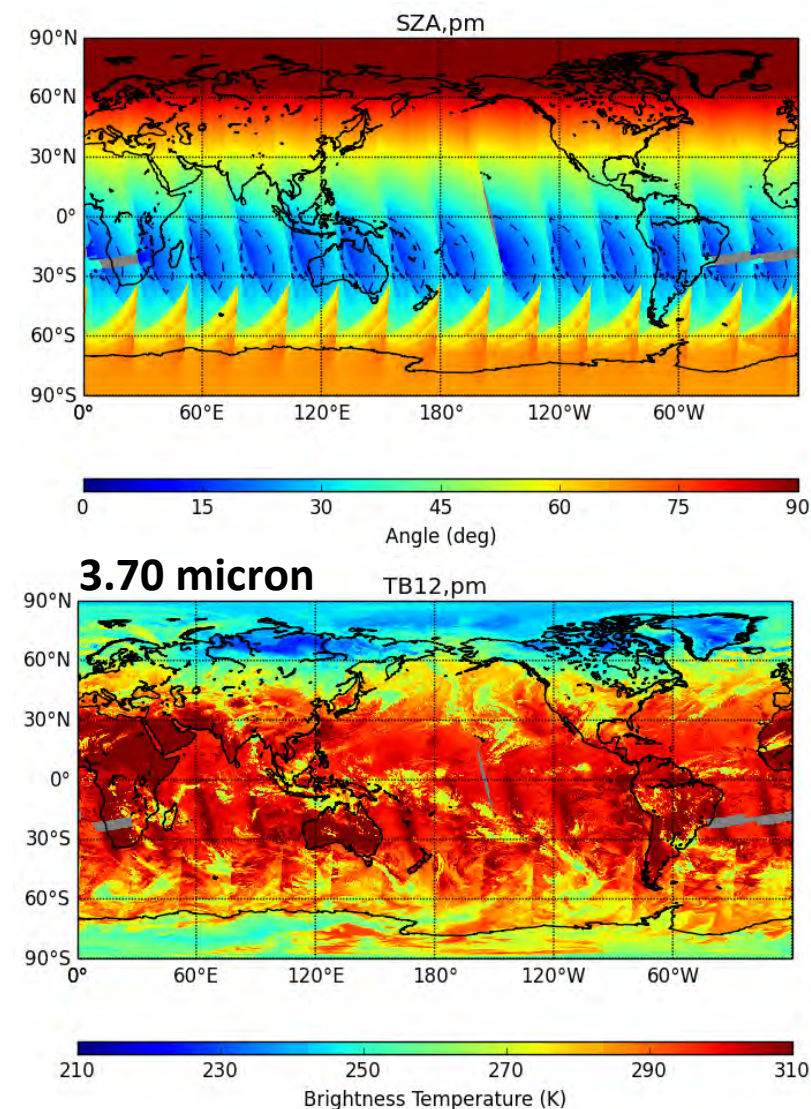 SZA,pm
90°N
60°N
30°N
0°
30°S
60°S
90°S
0° 60°E 120°E 180° 120°W 60°W
0 15 30 45 60 75 90
Angle (deg)
3.70 micron
TB12,pm
90°N
60°N
30°N
0°
30°S
60°S
90°S
0° 60°E 120°E 180° 120°W 60°W
210 230 250 270 290 310
Brightness Temperature (K)